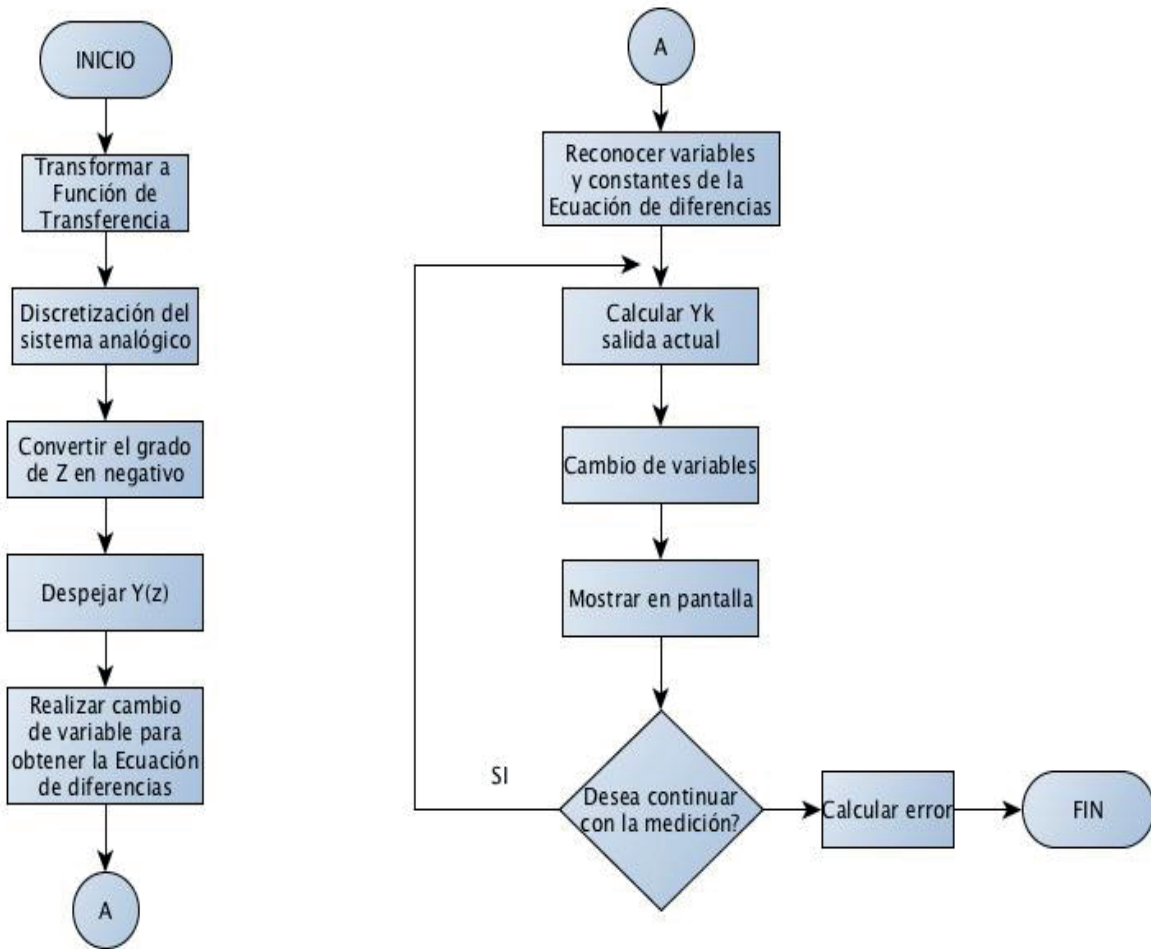 INICIO
Transformar a
Función de
Transferencia
Discretización del
sistema analógico
Convertir el grado
de Z en negativo
Despejar Y(z)
Realizar cambio
de variable para
obtener la Ecuación
de diferencias
A
A
Reconocer variables
y constantes de la
Ecuación de diferencias
Calcular Yk
salida actual
Cambio de variables
Mostrar en pantalla
Desea continuar
con la medición?
SI
Calcular error
FIN